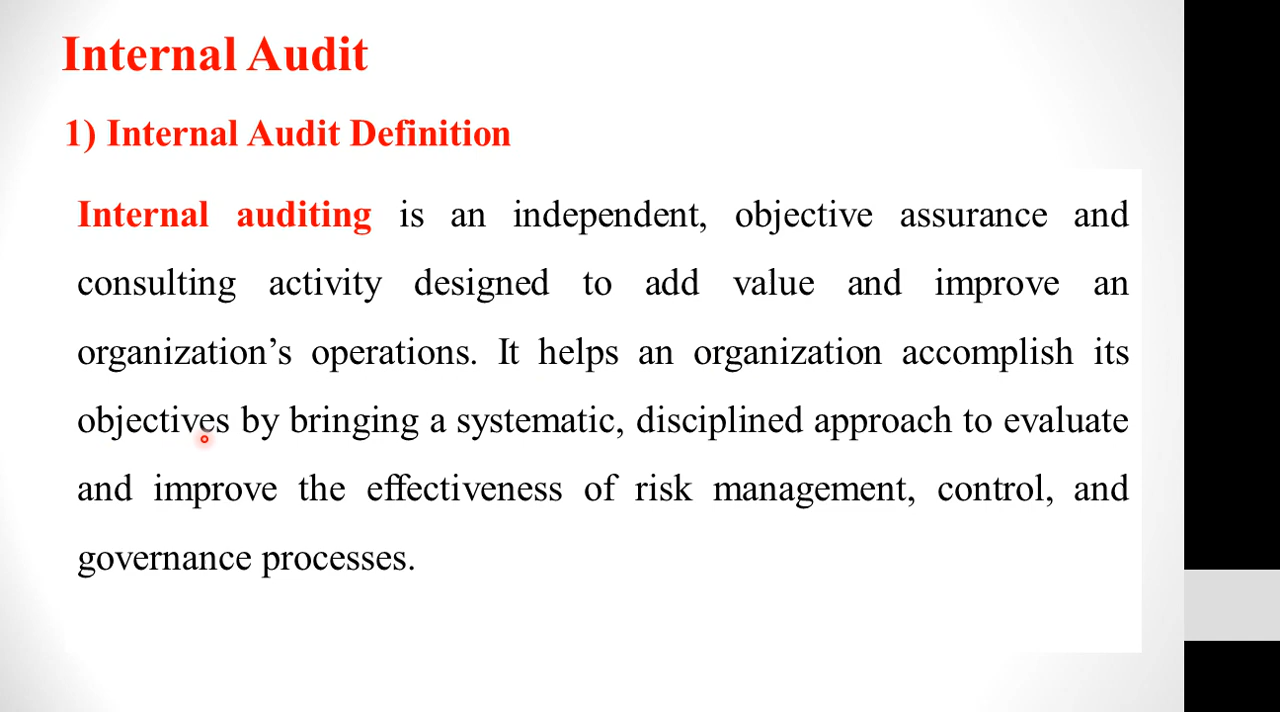 Internal Audit
1) Internal Audit Definition
Internal auditing is an independent, objective assurance and
consulting activity designed to add value and improve an
organization’s operations. It helps an organization accomplish its
objectives by bringing a systematic, disciplined approach to evaluate
and improve the effectiveness of risk management, control, and
governance processes.